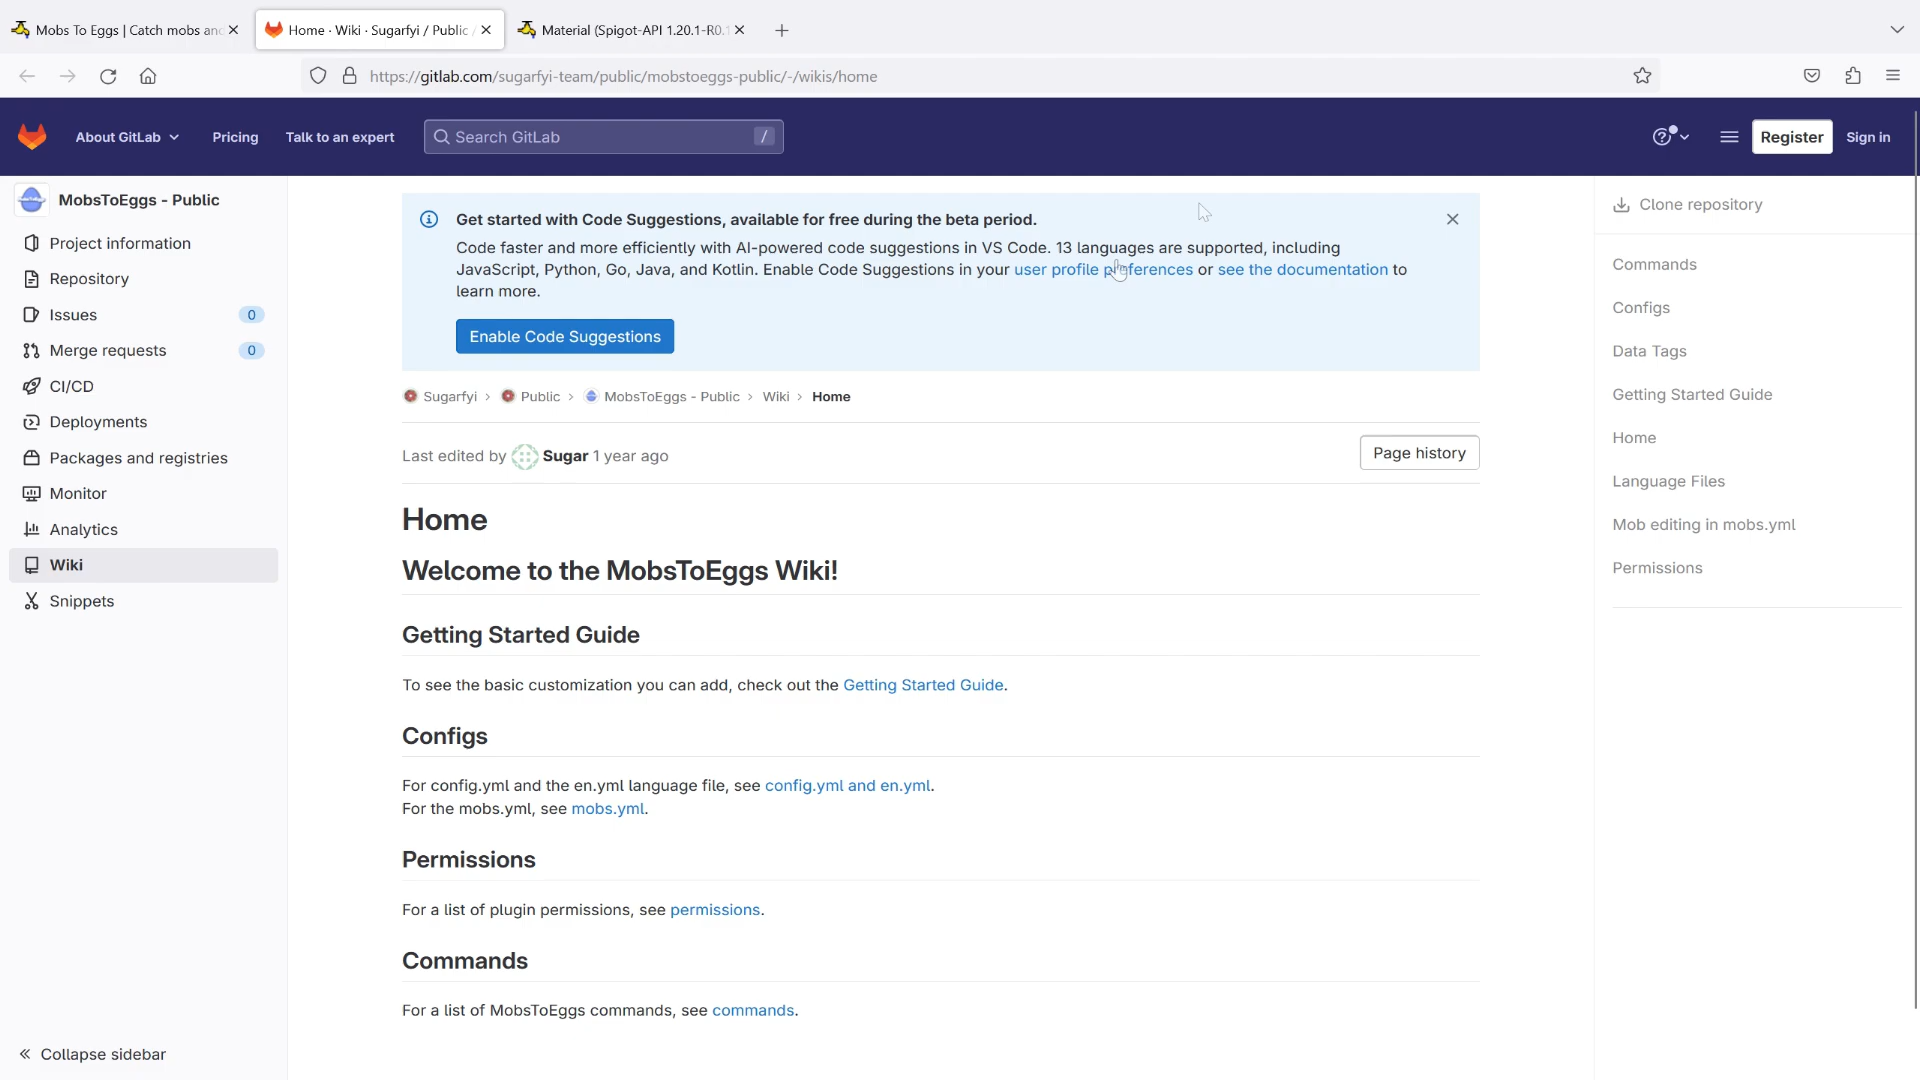 Mobs To Eggs | Catch mobs and
Home · Wiki · Sugarfyi / Public /
Material (Spigot-API 1.20.1-R0.1
https://gitlab.com/sugarfyi-team/public/mobstoeggs-public/-/wikis/home
About GitLab
Pricing
Talk to an expert
Search GitLab
/
Register
Sign in
MobsToEggs - Public
Project information
Repository
Issues 0
Merge requests 0
CI/CD
Deployments
Packages and registries
Monitor
Analytics
Wiki
Snippets
Collapse sidebar
Get started with Code Suggestions, available for free during the beta period.
Code faster and more efficiently with AI-powered code suggestions in VS Code. 13 languages are supported, including
JavaScript, Python, Go, Java, and Kotlin. Enable Code Suggestions in your user profile preferences or see the documentation to
learn more.
Enable Code Suggestions
Sugarfyi › Public › MobsToEggs - Public › Wiki › Home
Last edited by Sugar 1 year ago
Page history
Home
Welcome to the MobsToEggs Wiki!
Getting Started Guide
To see the basic customization you can add, check out the Getting Started Guide.
Configs
For config.yml and the en.yml language file, see config.yml and en.yml.
For the mobs.yml, see mobs.yml.
Permissions
For a list of plugin permissions, see permissions.
Commands
For a list of MobsToEggs commands, see commands.
Clone repository
Commands
Configs
Data Tags
Getting Started Guide
Home
Language Files
Mob editing in mobs.yml
Permissions